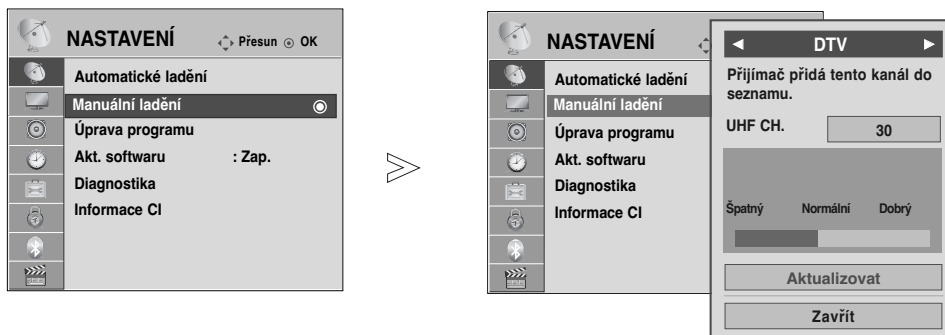 NASTAVENÍ
Přesun OK
Automatické ladění
Manuální ladění
Úprava programu
Akt. softwaru : Zap.
Diagnostika
Informace CI
NASTAVENÍ
Automatické ladění
Manuální ladění
Úprava programu
Akt. softwaru
Diagnostika
Informace CI
DTV
Přijímač přidá tento kanál do
seznamu.
UHF CH. 30
Špatný Normální Dobrý
Aktualizovat
Zavřít